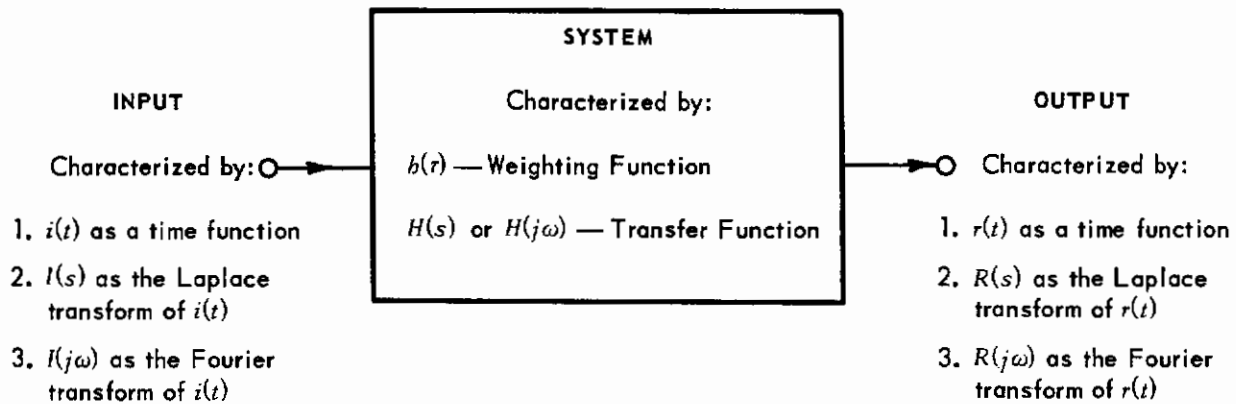 SYSTEM
Characterized by:
h(τ) — Weighting Function
H(s) or H(jω) — Transfer Function
INPUT
Characterized by:
1. i(t) as a time function
2. I(s) as the Laplace
transform of i(t)
3. I(jω) as the Fourier
transform of i(t)
OUTPUT
Characterized by:
1. r(t) as a time function
2. R(s) as the Laplace
transform of r(t)
3. R(jω) as the Fourier
transform of r(t)